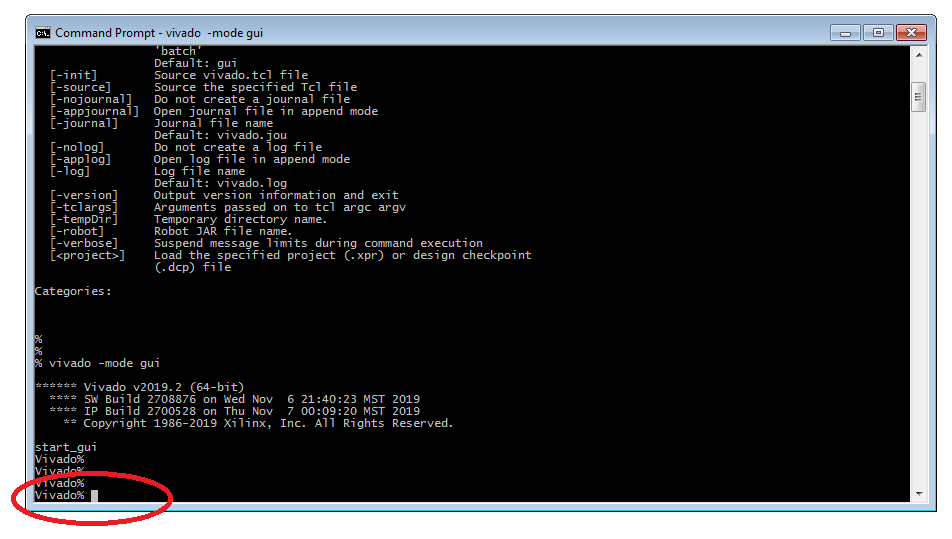 Command Prompt - vivado  -mode gui
'batch'
Default: gui
[-init]        Source vivado.tcl file
[-source]      Source the specified Tcl file
[-nojournal]   Do not create a journal file
[-appjournal]  Open journal file in append mode
[-journal]     Journal file name
Default: vivado.jou
[-nolog]       Do not create a log file
[-applog]      Open log file in append mode
[-log]         Log file name
Default: vivado.log
[-version]     Output version information and exit
[-tclargs]     Arguments passed on to tcl argc argv
[-tempDir]     Temporary directory name.
[-robot]       Robot JAR file name.
[-verbose]     Suspend message limits during command execution
[<project>]    Load the specified project (.xpr) or design checkpoint
(.dcp) file
Categories:
%
%
% vivado -mode gui
****** Vivado v2019.2 (64-bit)
**** SW Build 2708876 on Wed Nov  6 21:40:23 MST 2019
**** IP Build 2700528 on Thu Nov  7 00:09:20 MST 2019
** Copyright 1986-2019 Xilinx, Inc. All Rights Reserved.
start_gui
Vivado%
Vivado%
Vivado%
Vivado%